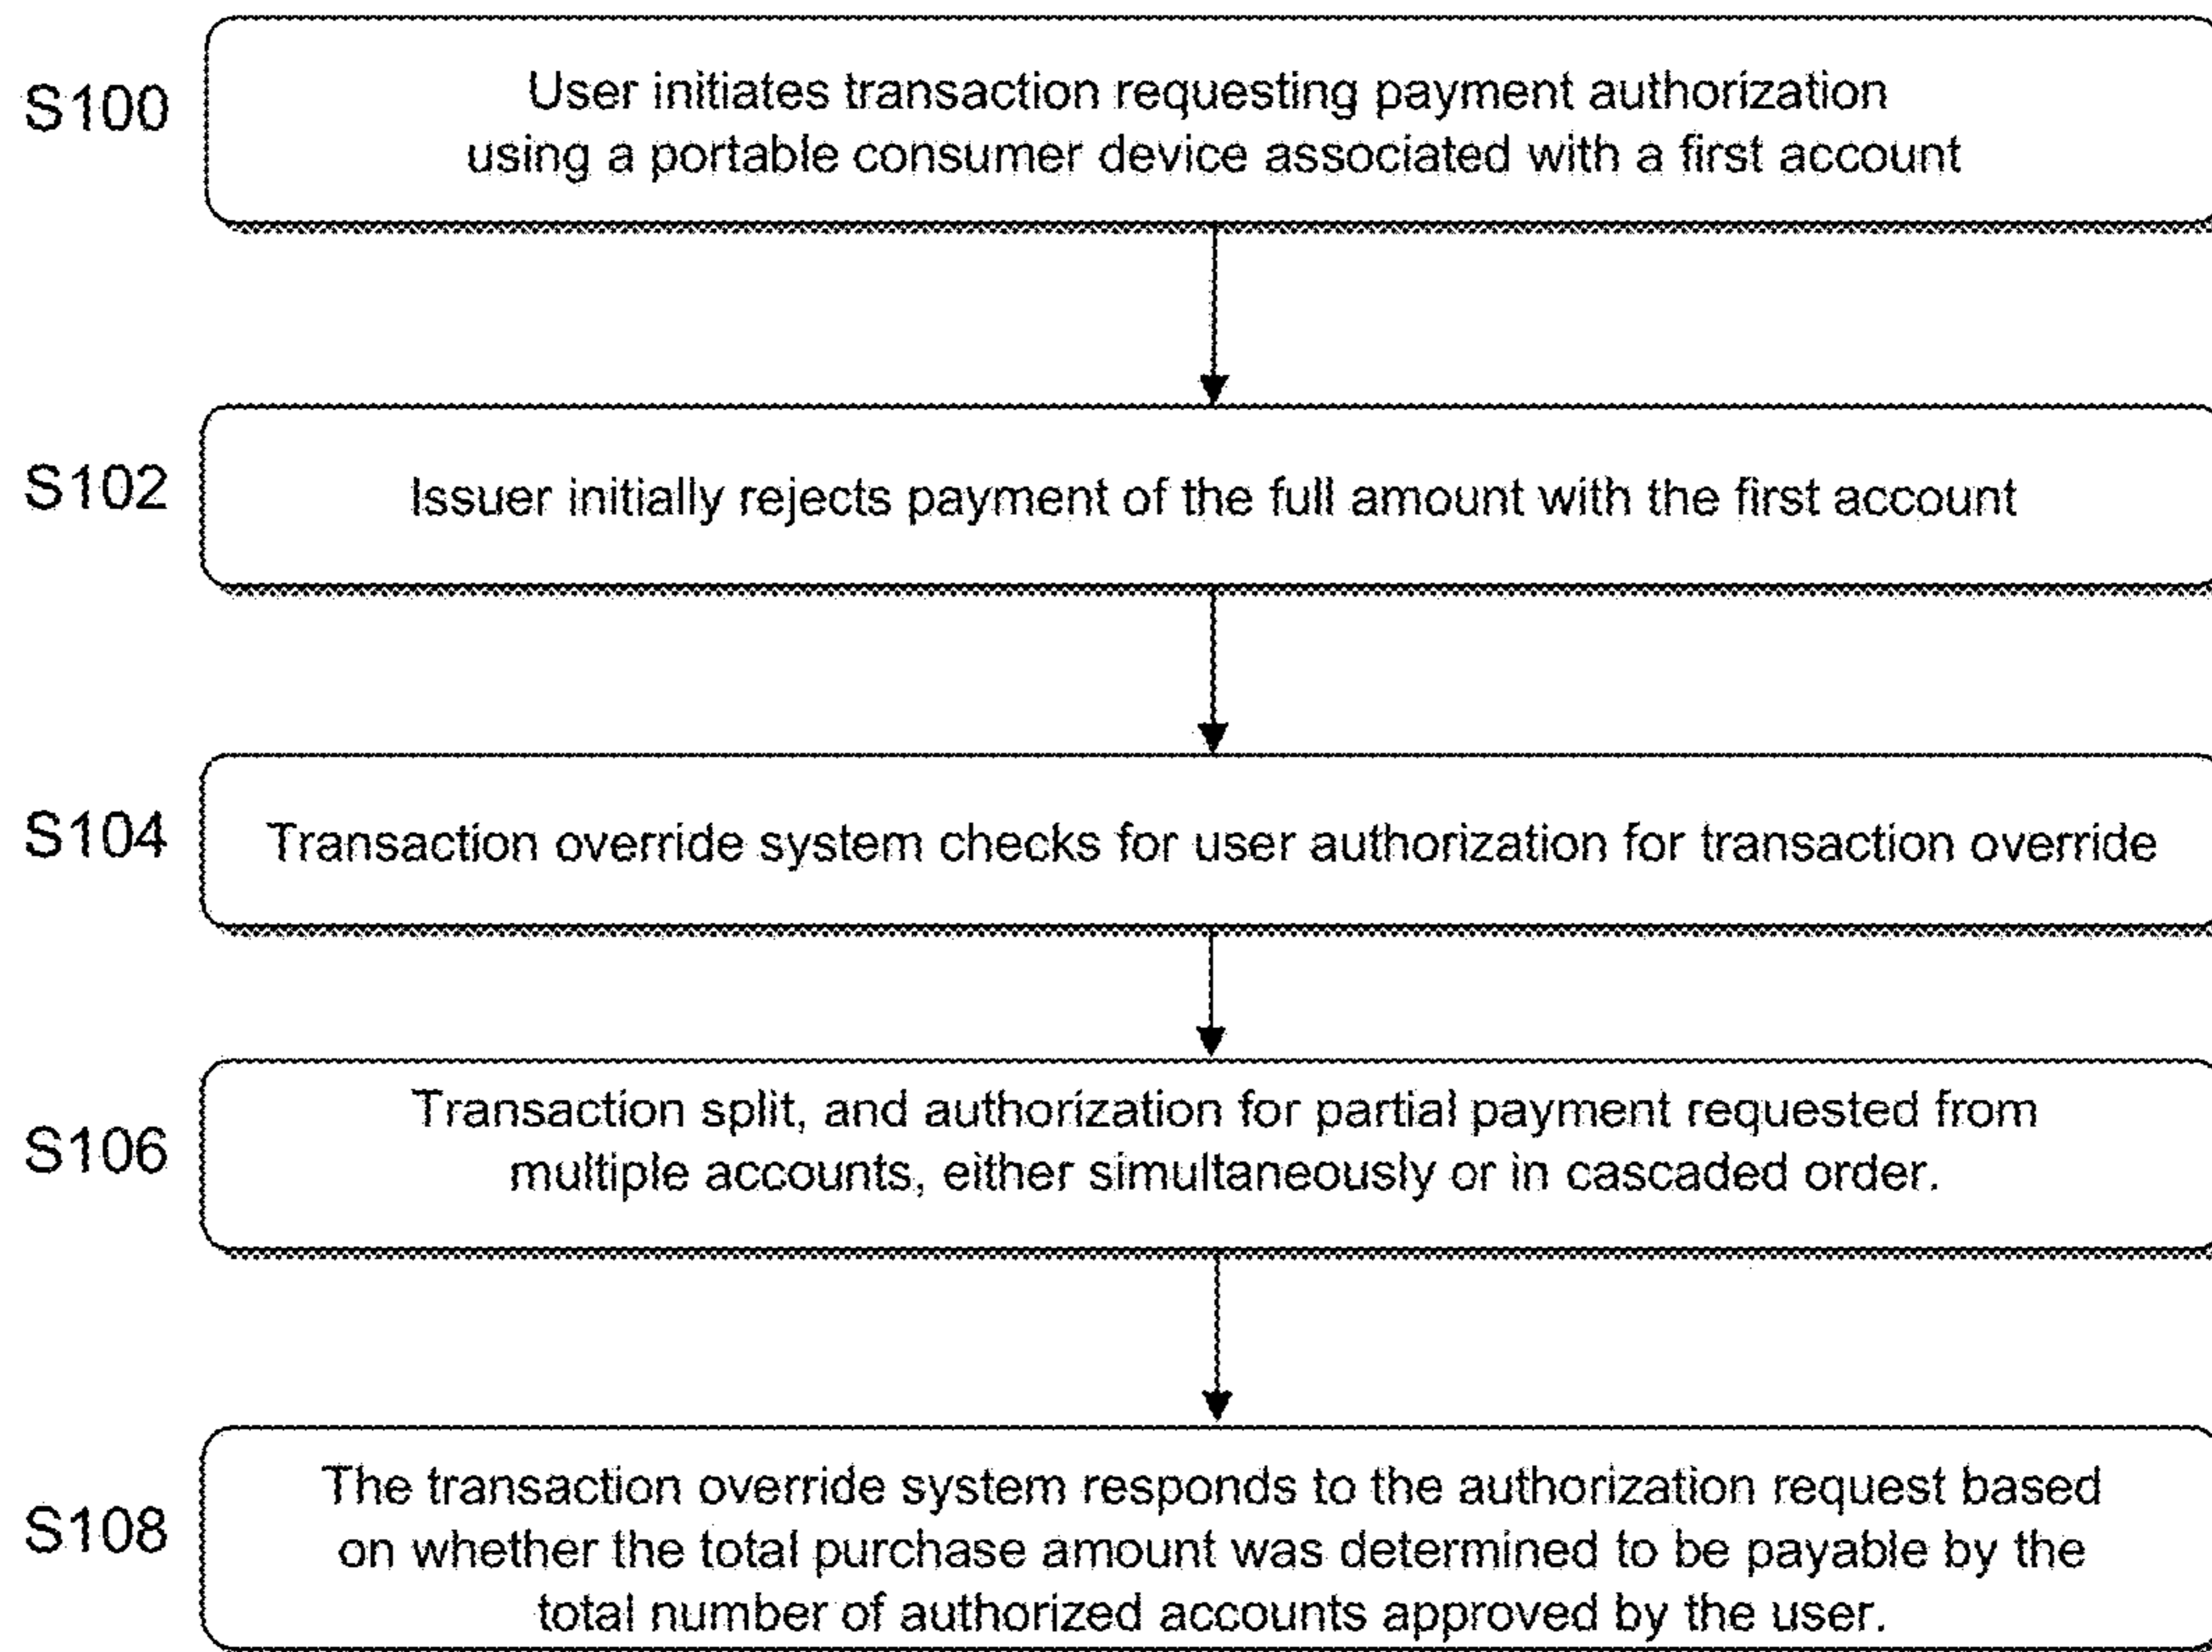 S100
User initiates transaction requesting payment authorization
using a portable consumer device associated with a first account
S102
Issuer initially rejects payment of the full amount with the first account
S104
Transaction override system checks for user authorization for transaction override
S106
Transaction split, and authorization for partial payment requested from
multiple accounts, either simultaneously or in cascaded order.
S108
The transaction override system responds to the authorization request based
on whether the total purchase amount was determined to be payable by the
total number of authorized accounts approved by the user.